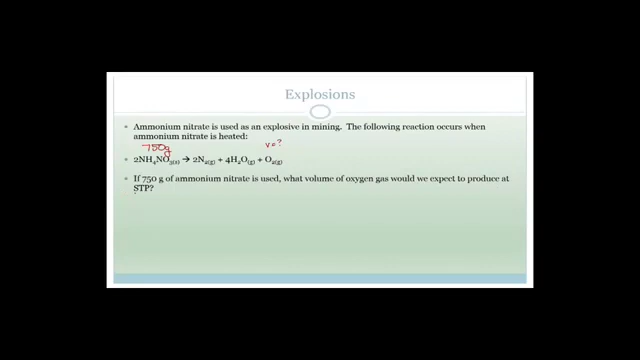 Explosions
Ammonium nitrate is used as an explosive in mining. The following reaction occurs when
ammonium nitrate is heated:
750g
v=?
2NH₄NO₃₍ₛ₎ → 2N₂₍g₎ + 4H₂O₍g₎ + O₂₍g₎
If 750 g of ammonium nitrate is used, what volume of oxygen gas would we expect to produce at
STP?